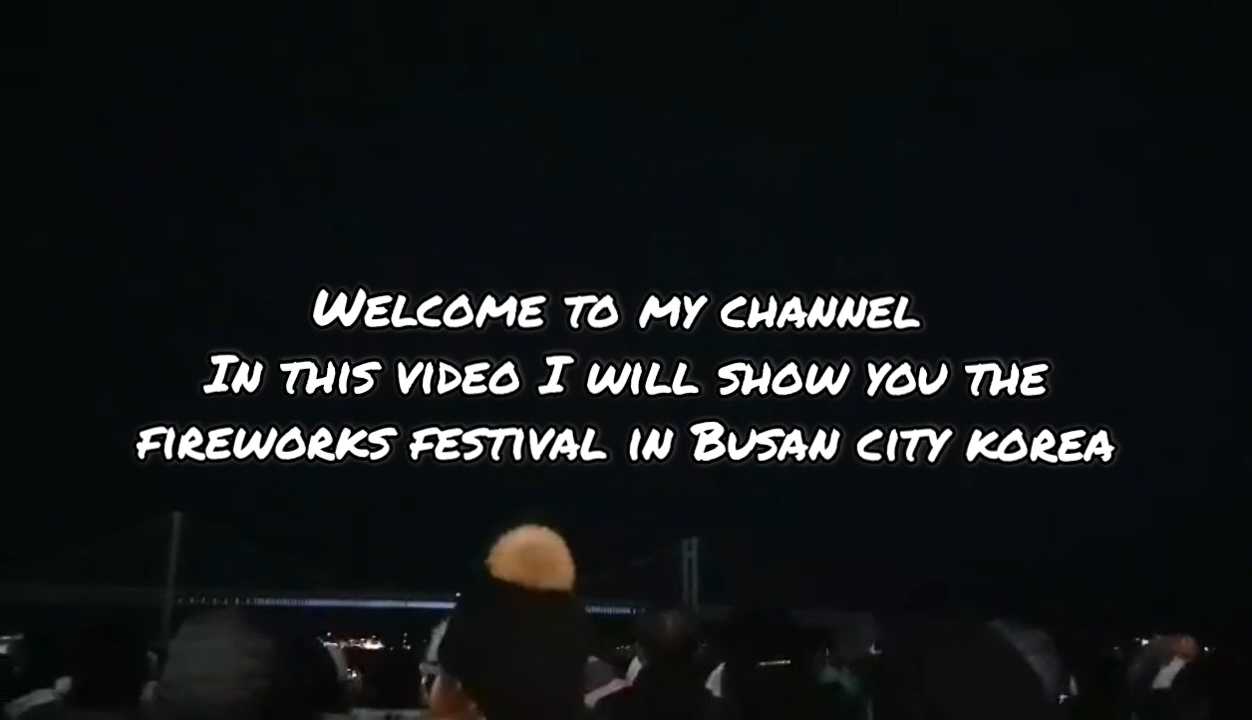 Welcome to my channel
In this video I will show you the
fireworks festival in Busan city korea